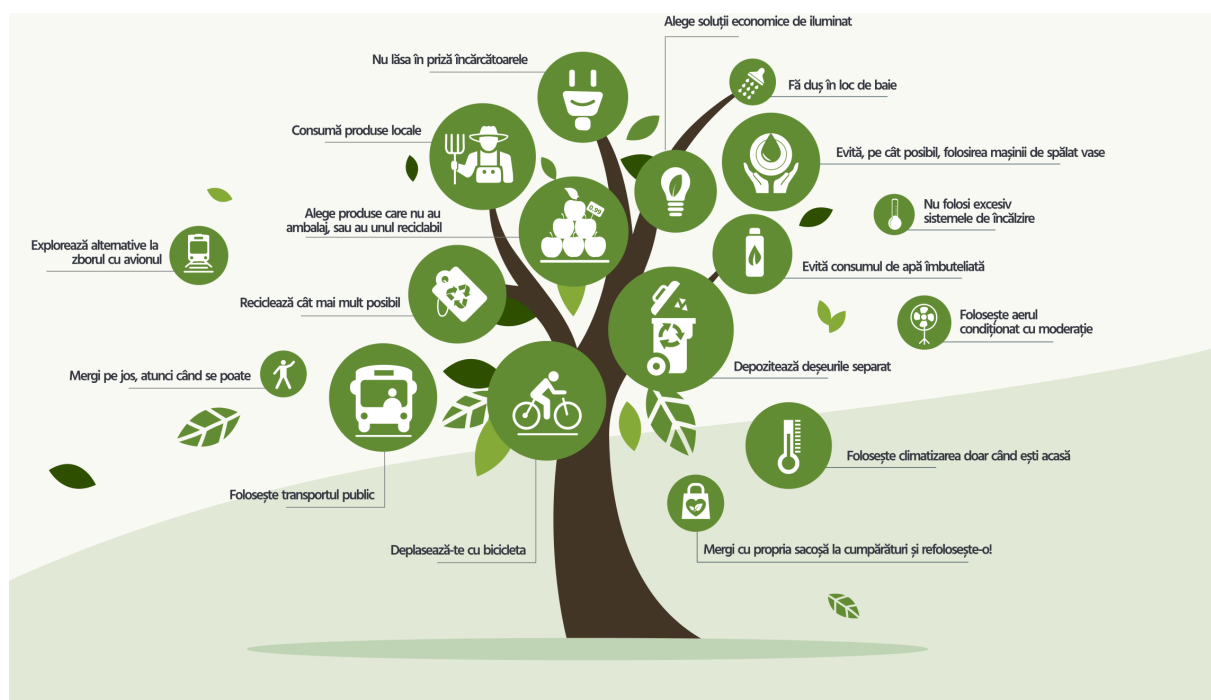 Alege soluții economice de iluminat
Nu lăsa în priză încărcătoarele
Fă duș în loc de baie
Consumă produse locale
Evită, pe cât posibil, folosirea mașinii de spălat vase
Alege produse care nu au
ambalaj, sau au unul reciclabil
0.99
Nu folosi excesiv
sistemele de încălzire
Explorează alternative la
zborul cu avionul
Evită consumul de apă îmbuteliată
Reciclează cât mai mult posibil
Folosește aerul
condiționat cu moderație
Mergi pe jos, atunci când se poate
Depozitează deșeurile separat
Folosește climatizarea doar când ești acasă
Folosește transportul public
Deplasează-te cu bicicleta
Mergi cu propria sacoșă la cumpărături și refolosește-o!